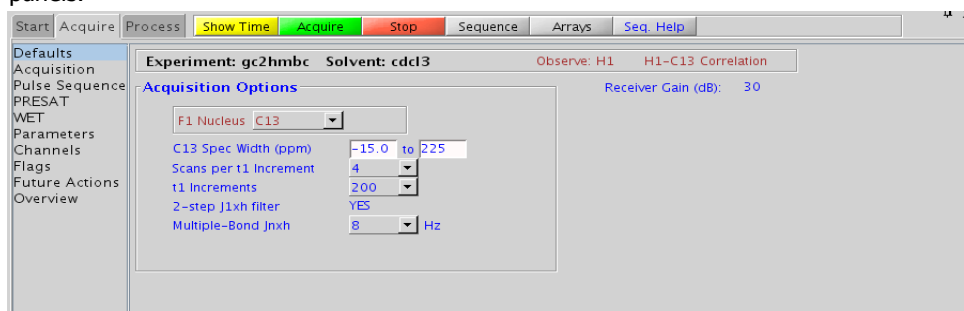 panels.
Start Acquire Process Show Time Acquire Stop Sequence Arrays Seq. Help
Defaults
Acquisition
Pulse Sequence
PRESAT
WET
Parameters
Channels
Flags
Future Actions
Overview
Experiment: gc2hmbc Solvent: cdcl3 Observe: H1 H1-C13 Correlation
Acquisition Options Receiver Gain (dB): 30
F1 Nucleus C13
C13 Spec Width (ppm) -15.0 to 225
Scans per t1 Increment 4
t1 Increments 200
2-step J1xh filter YES
Multiple-Bond Jnxh 8 Hz